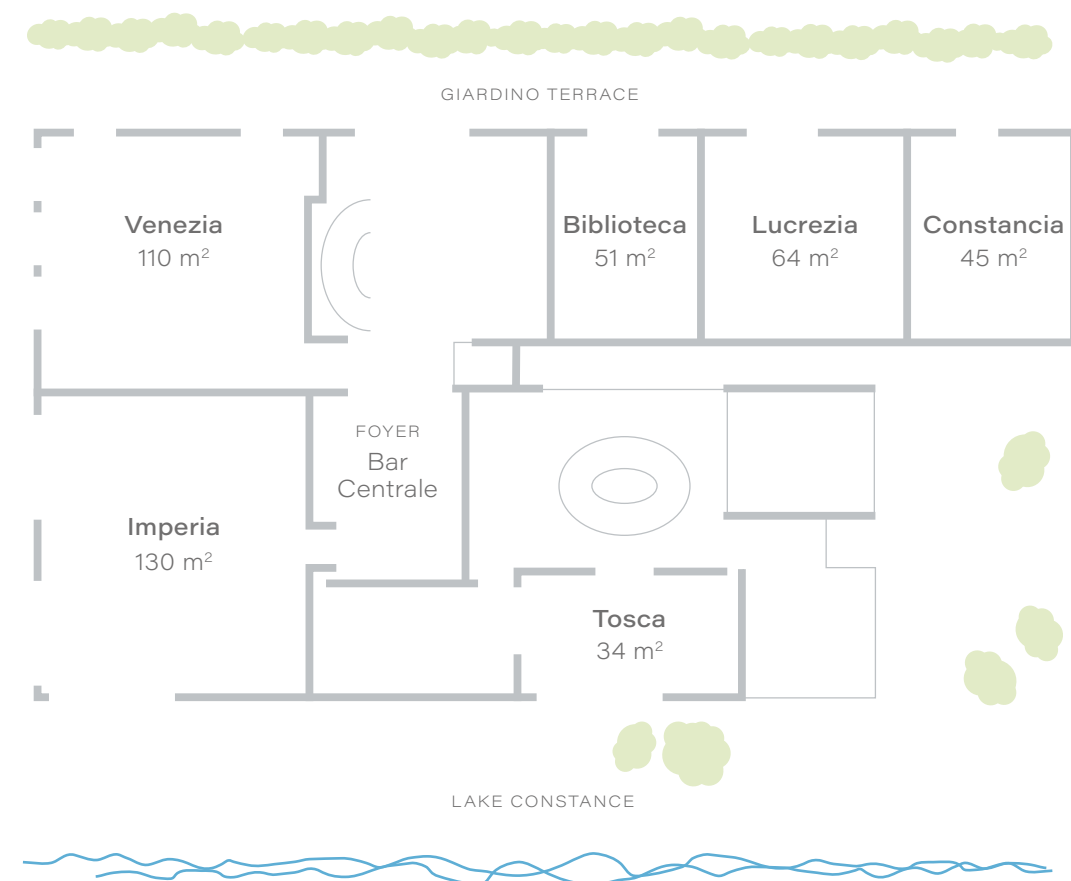 GIARDINO TERRACE
Venezia
110 m²
Biblioteca
51 m²
Lucrezia
64 m²
Constancia
45 m²
FOYER
Bar
Centrale
Imperia
130 m²
Tosca
34 m²
LAKE CONSTANCE